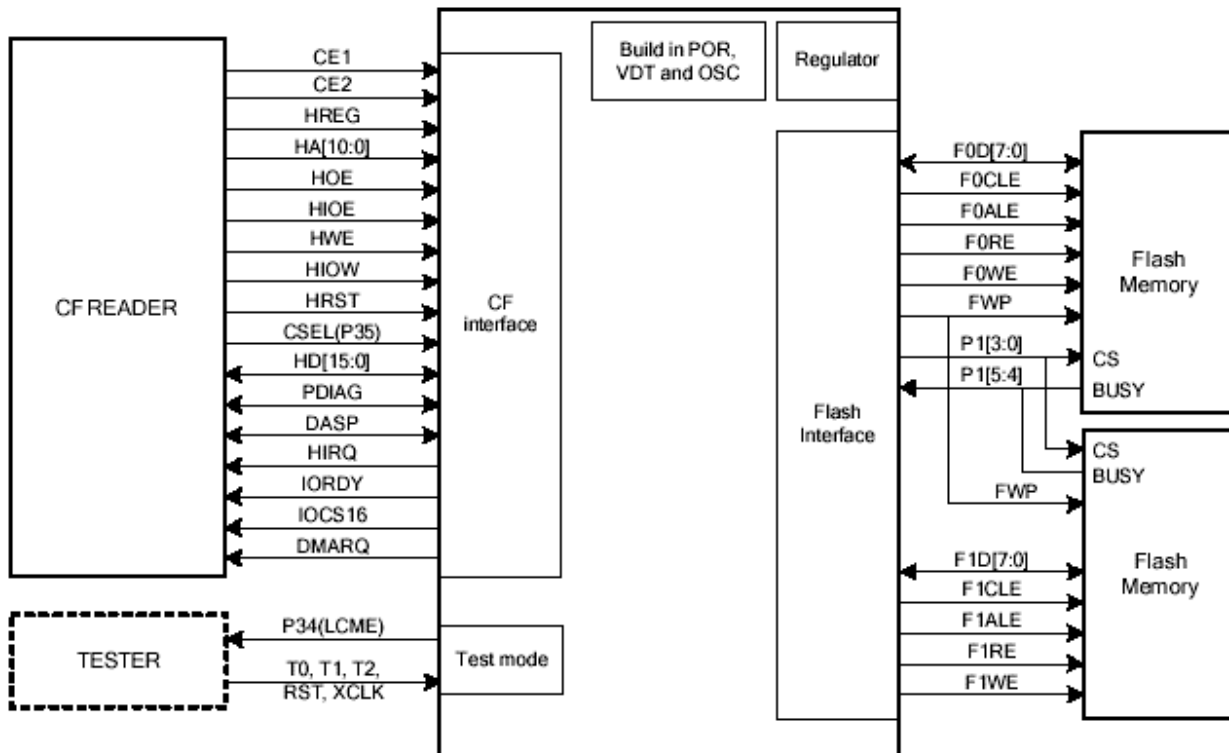 CF READER
CE1
CE2
HREG
HA[10:0]
HOE
HIOE
HWE
HIOW
HRST
CSEL(P35)
HD[15:0]
PDIAG
DASP
HIRQ
IORDY
IOCS16
DMARQ
CF
interface
TESTER
P34(LCME)
T0, T1, T2,
RST, XCLK
Test mode
Build in POR,
VDT and OSC
Regulator
Flash
Interface
F0D[7:0]
F0CLE
F0ALE
F0RE
F0WE
FWP
P1[3:0]
P1[5:4]
Flash
Memory
CS
BUSY
CS
BUSY
FWP
F1D[7:0]
F1CLE
F1ALE
F1RE
F1WE
Flash
Memory